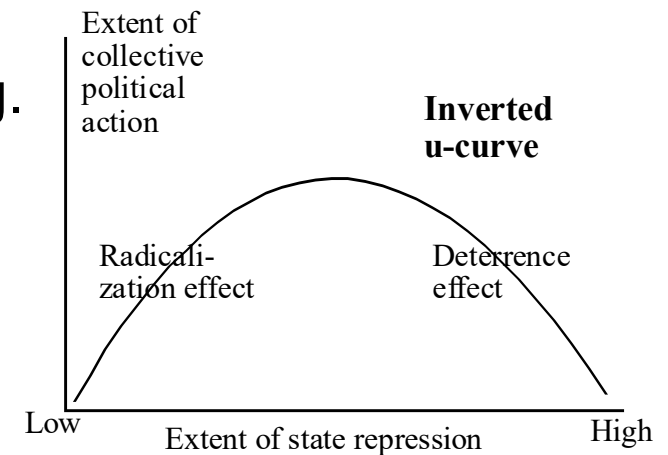 Extent of
collective
political
action
g.
Inverted
u-curve
Radicali-
zation effect
Deterrence
effect
Low
Extent of state repression
High